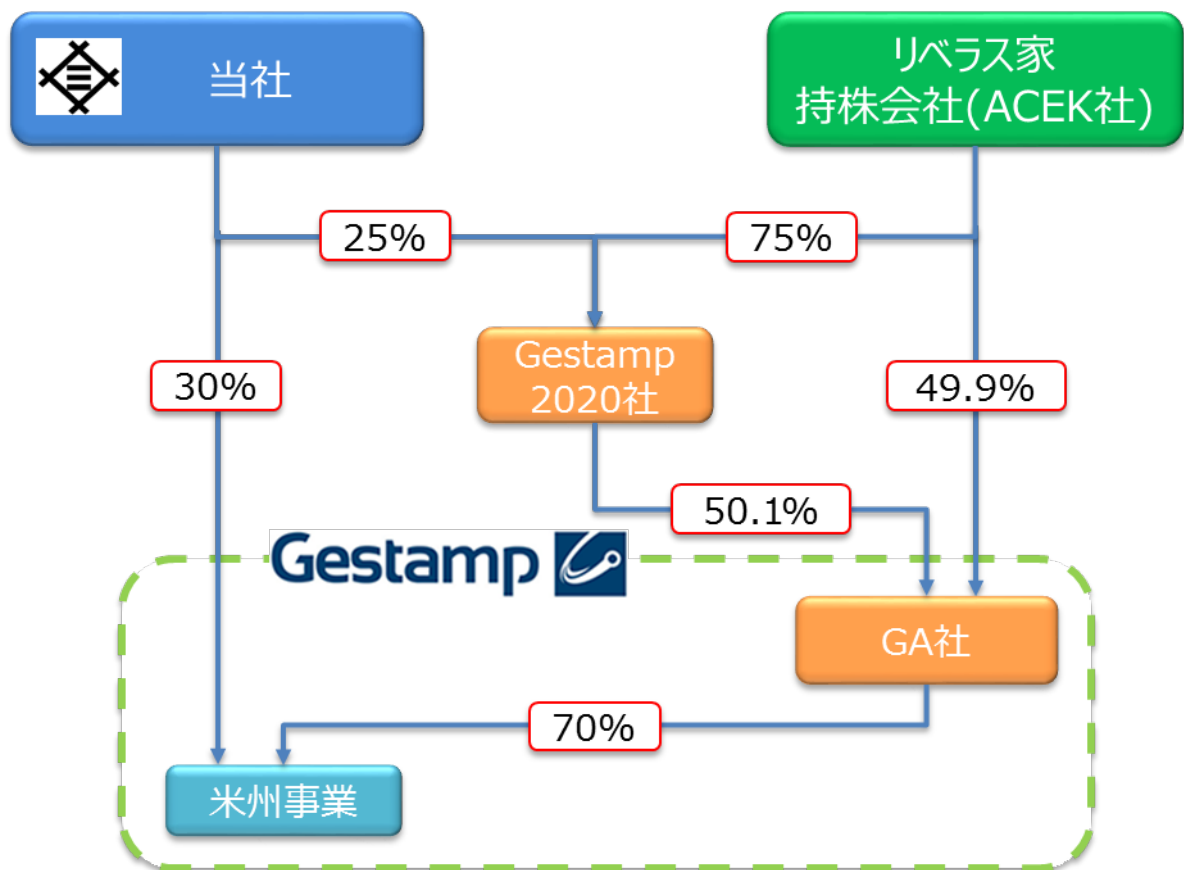 当社
リベラス家
持株会社(ACEK社)
25%
75%
Gestamp
2020社
30%
49.9%
50.1%
Gestamp
GA社
70%
米州事業